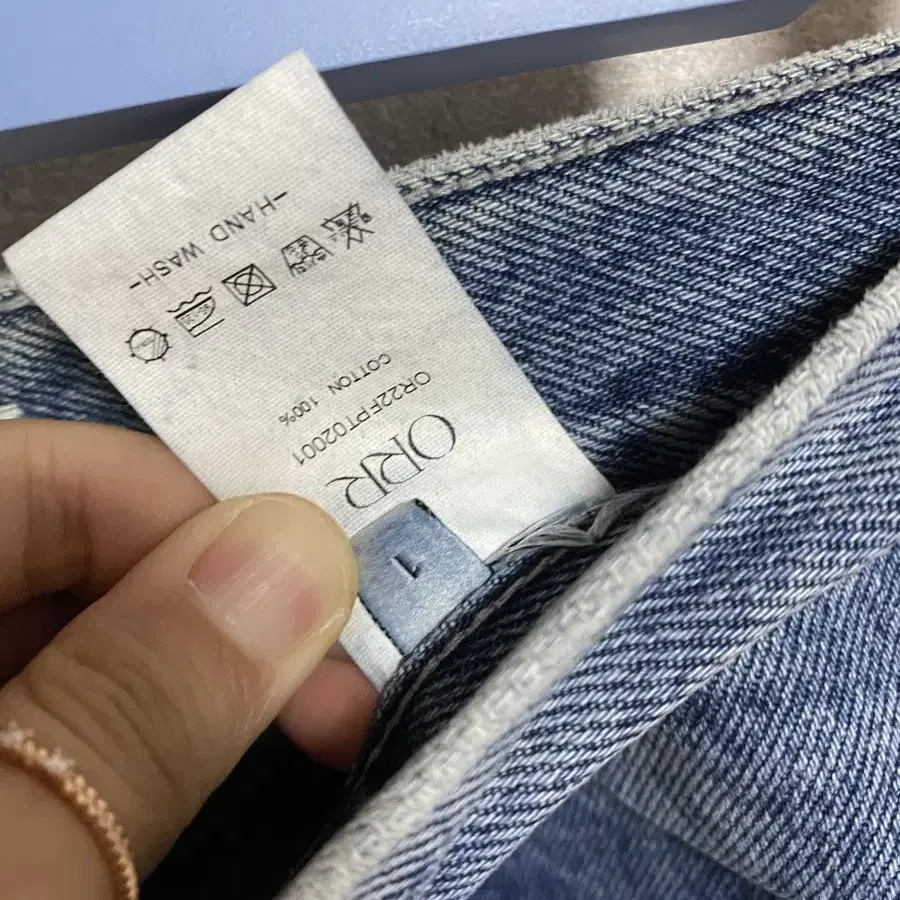 1
ORR
OR22FPT02001
COTTON 100%
-HAND WASH-